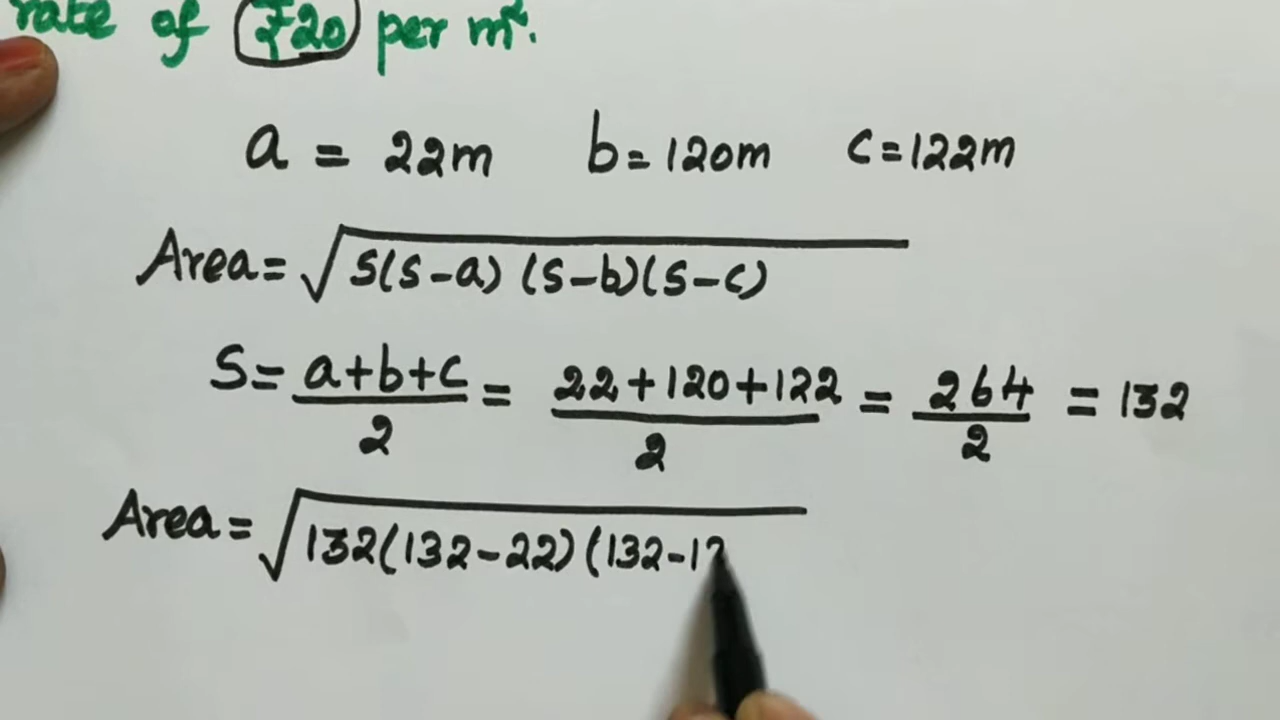 rate of ₹20 per m².
a = 22m b=120m c=122m
Area=√S(S-a) (S-b)(S-c)
S= a+b+c/2 = 22+120+122/2 = 264/2 = 132
Area=√132(132-22)(132-12